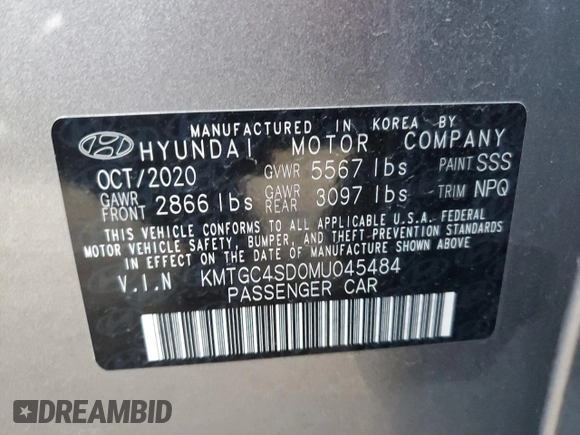 MANUFACTURED IN KOREA BY
HYUNDAI MOTOR COMPANY
OCT/2020 GVWR 5567 lbs PAINT SSS
GAWR FRONT 2866 lbs GAWR REAR 3097 lbs TRIM NPQ
THIS VEHICLE CONFORMS TO ALL APPLICABLE U.S.A. FEDERAL
MOTOR VEHICLE SAFETY, BUMPER, AND THEFT-PREVENTION STANDARDS
IN EFFECT ON THE DATE OF MANUFACTURE SHOWN ABOVE.
V.I.N KMTGC4SD0MU045484
PASSENGER CAR
DREAMBID